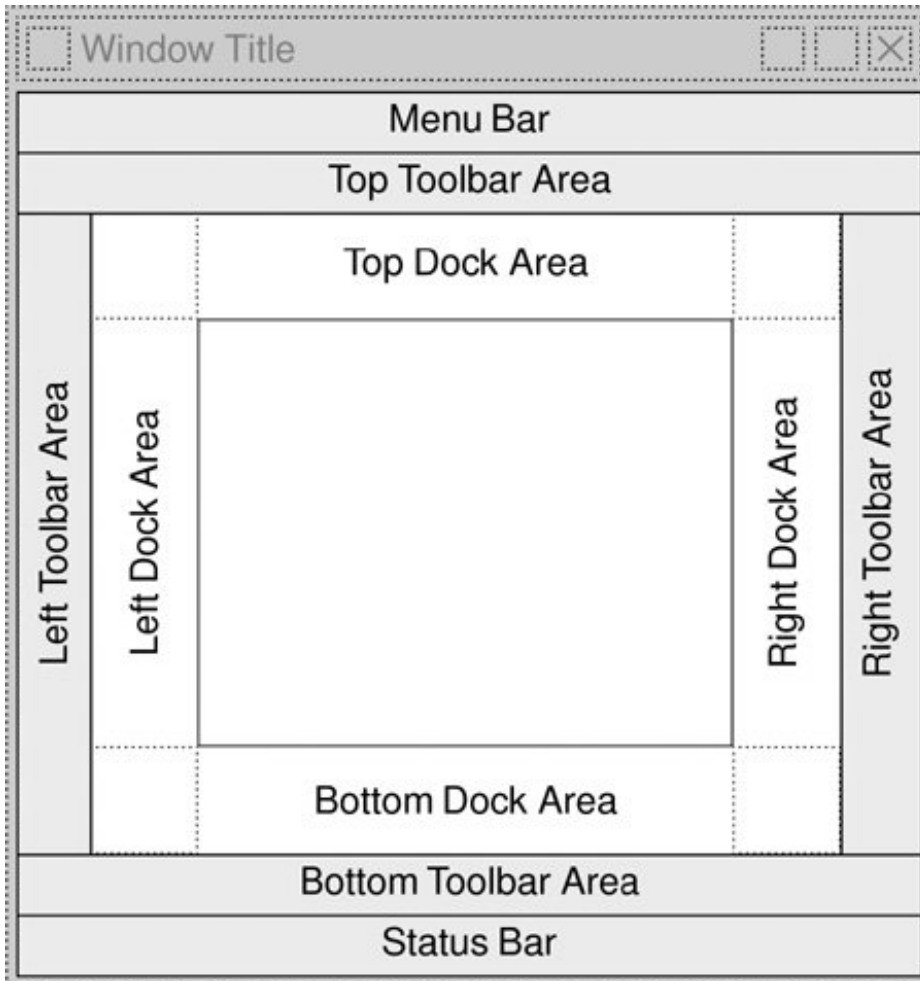 Window Title
Menu Bar
Top Toolbar Area
Top Dock Area
Left Toolbar Area
Left Dock Area
Right Dock Area
Right Toolbar Area
Bottom Dock Area
Bottom Toolbar Area
Status Bar